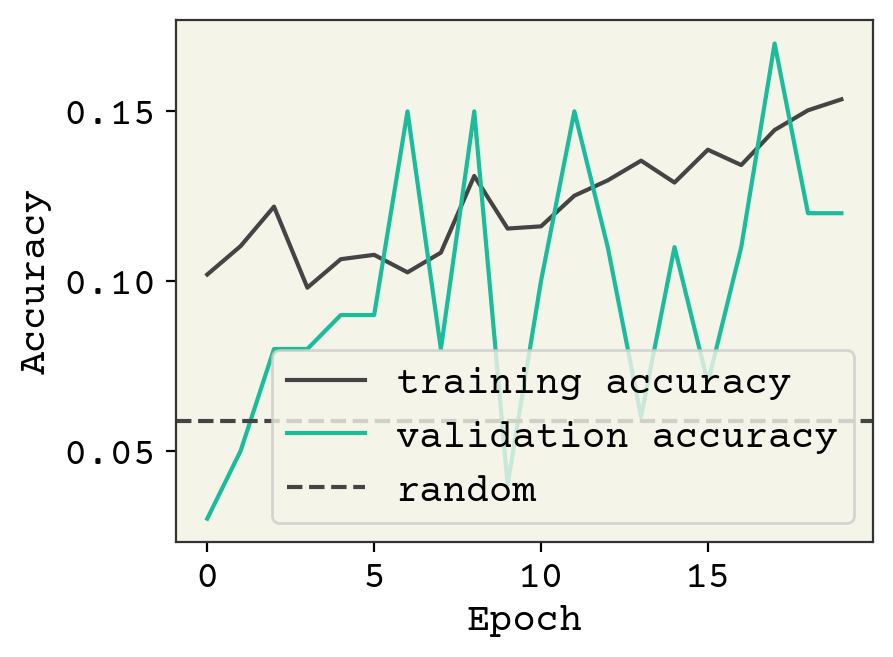 0.15
0.10
0.05
Accuracy
training accuracy
validation accuracy
random
0 5 10 15
Epoch